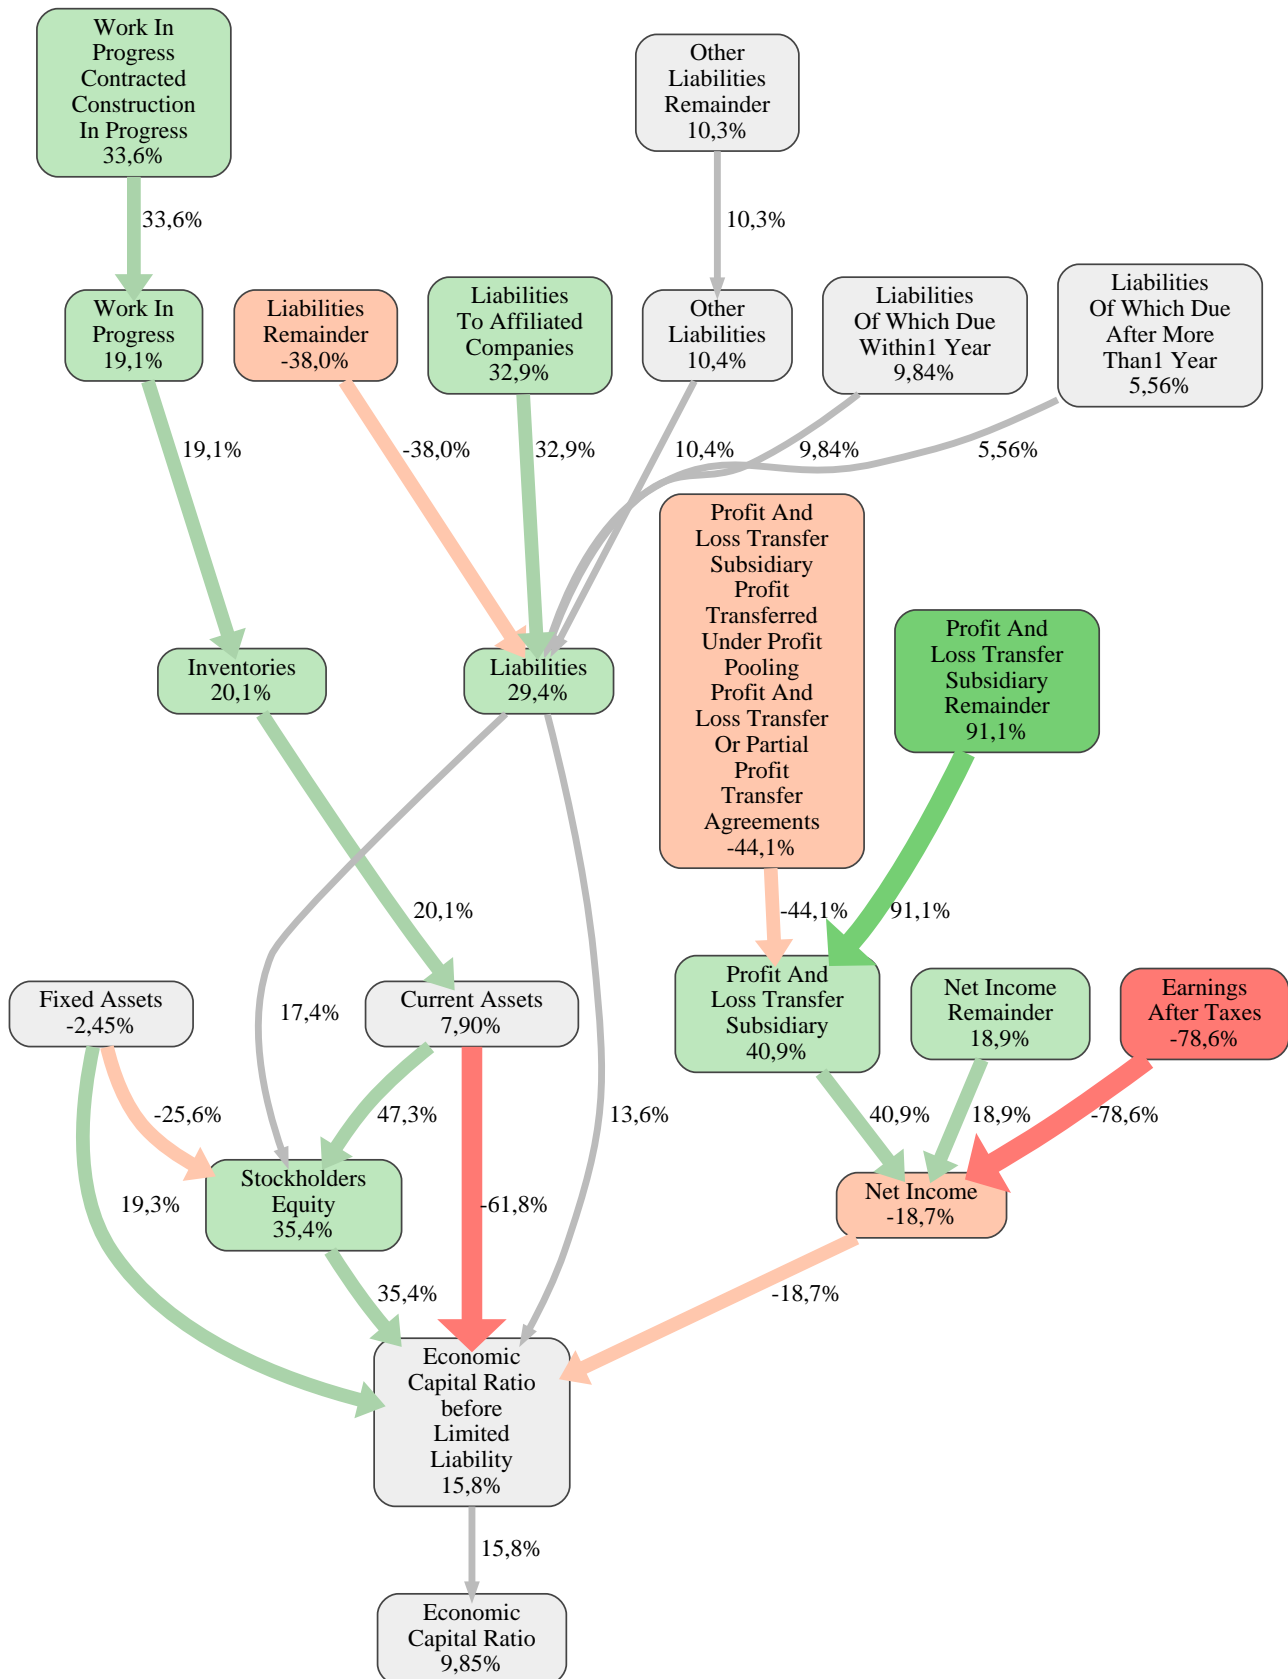 Work In
Progress
Contracted
Construction
In Progress
33,6%
Other
Liabilities
Remainder
10,3%
33,6%
10,3%
Work In
Progress
19,1%
Liabilities
Remainder
-38,0%
Liabilities
To Affiliated
Companies
32,9%
Other
Liabilities
10,4%
Liabilities
Of Which Due
Within1 Year
9,84%
Liabilities
Of Which Due
After More
Than1 Year
5,56%
19,1%
-38,0%
32,9%
10,4%
9,84%
5,56%
Profit And
Loss Transfer
Subsidiary
Profit
Transferred
Under Profit
Pooling
Profit And
Loss Transfer
Or Partial
Profit
Transfer
Agreements
-44,1%
Profit And
Loss Transfer
Subsidiary
Remainder
91,1%
Inventories
20,1%
Liabilities
29,4%
20,1%
-44,1%
91,1%
Fixed Assets
-2,45%
17,4%
Current Assets
7,90%
Profit And
Loss Transfer
Subsidiary
40,9%
Net Income
Remainder
18,9%
Earnings
After Taxes
-78,6%
-25,6%
47,3%
13,6%
40,9%
18,9%
-78,6%
19,3%
Stockholders
Equity
35,4%
-61,8%
Net Income
-18,7%
35,4%
-18,7%
Economic
Capital Ratio
before
Limited
Liability
15,8%
15,8%
Economic
Capital Ratio
9,85%